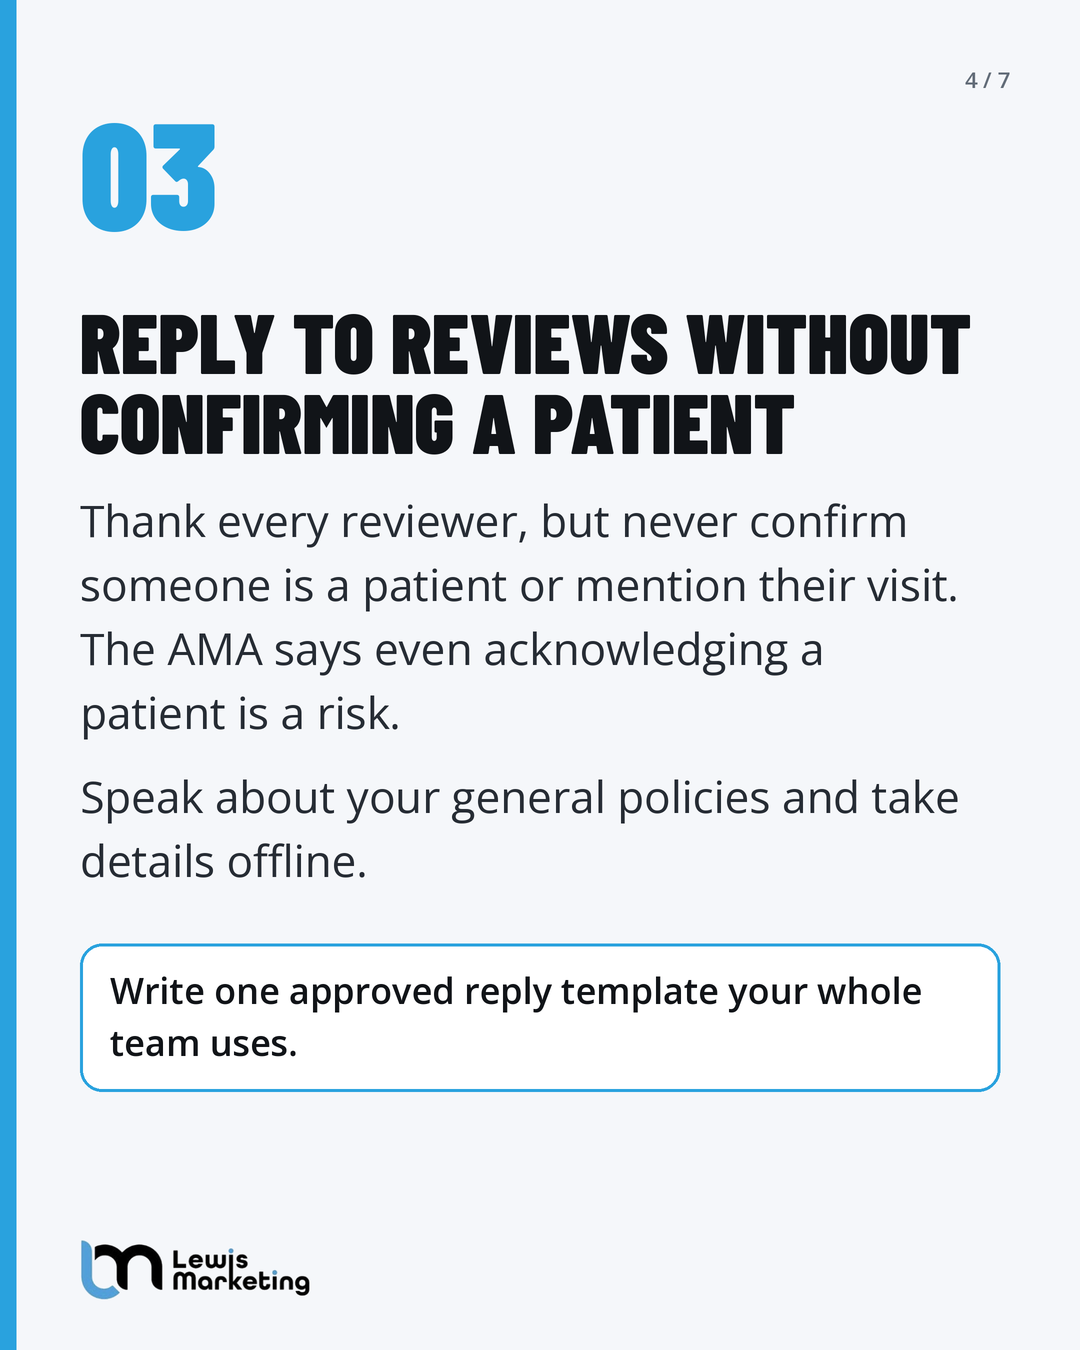 4 / 7
03
REPLY TO REVIEWS WITHOUT
CONFIRMING A PATIENT
Thank every reviewer, but never confirm
someone is a patient or mention their visit.
The AMA says even acknowledging a
patient is a risk.
Speak about your general policies and take
details offline.
Write one approved reply template your whole
team uses.
Lewis
Marketing